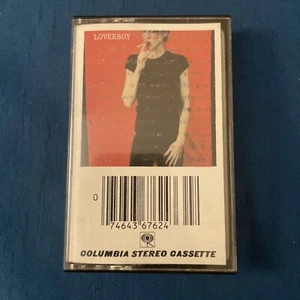 LOVERBOY
0
74643 67624
COLUMBIA STEREO CASSETTE